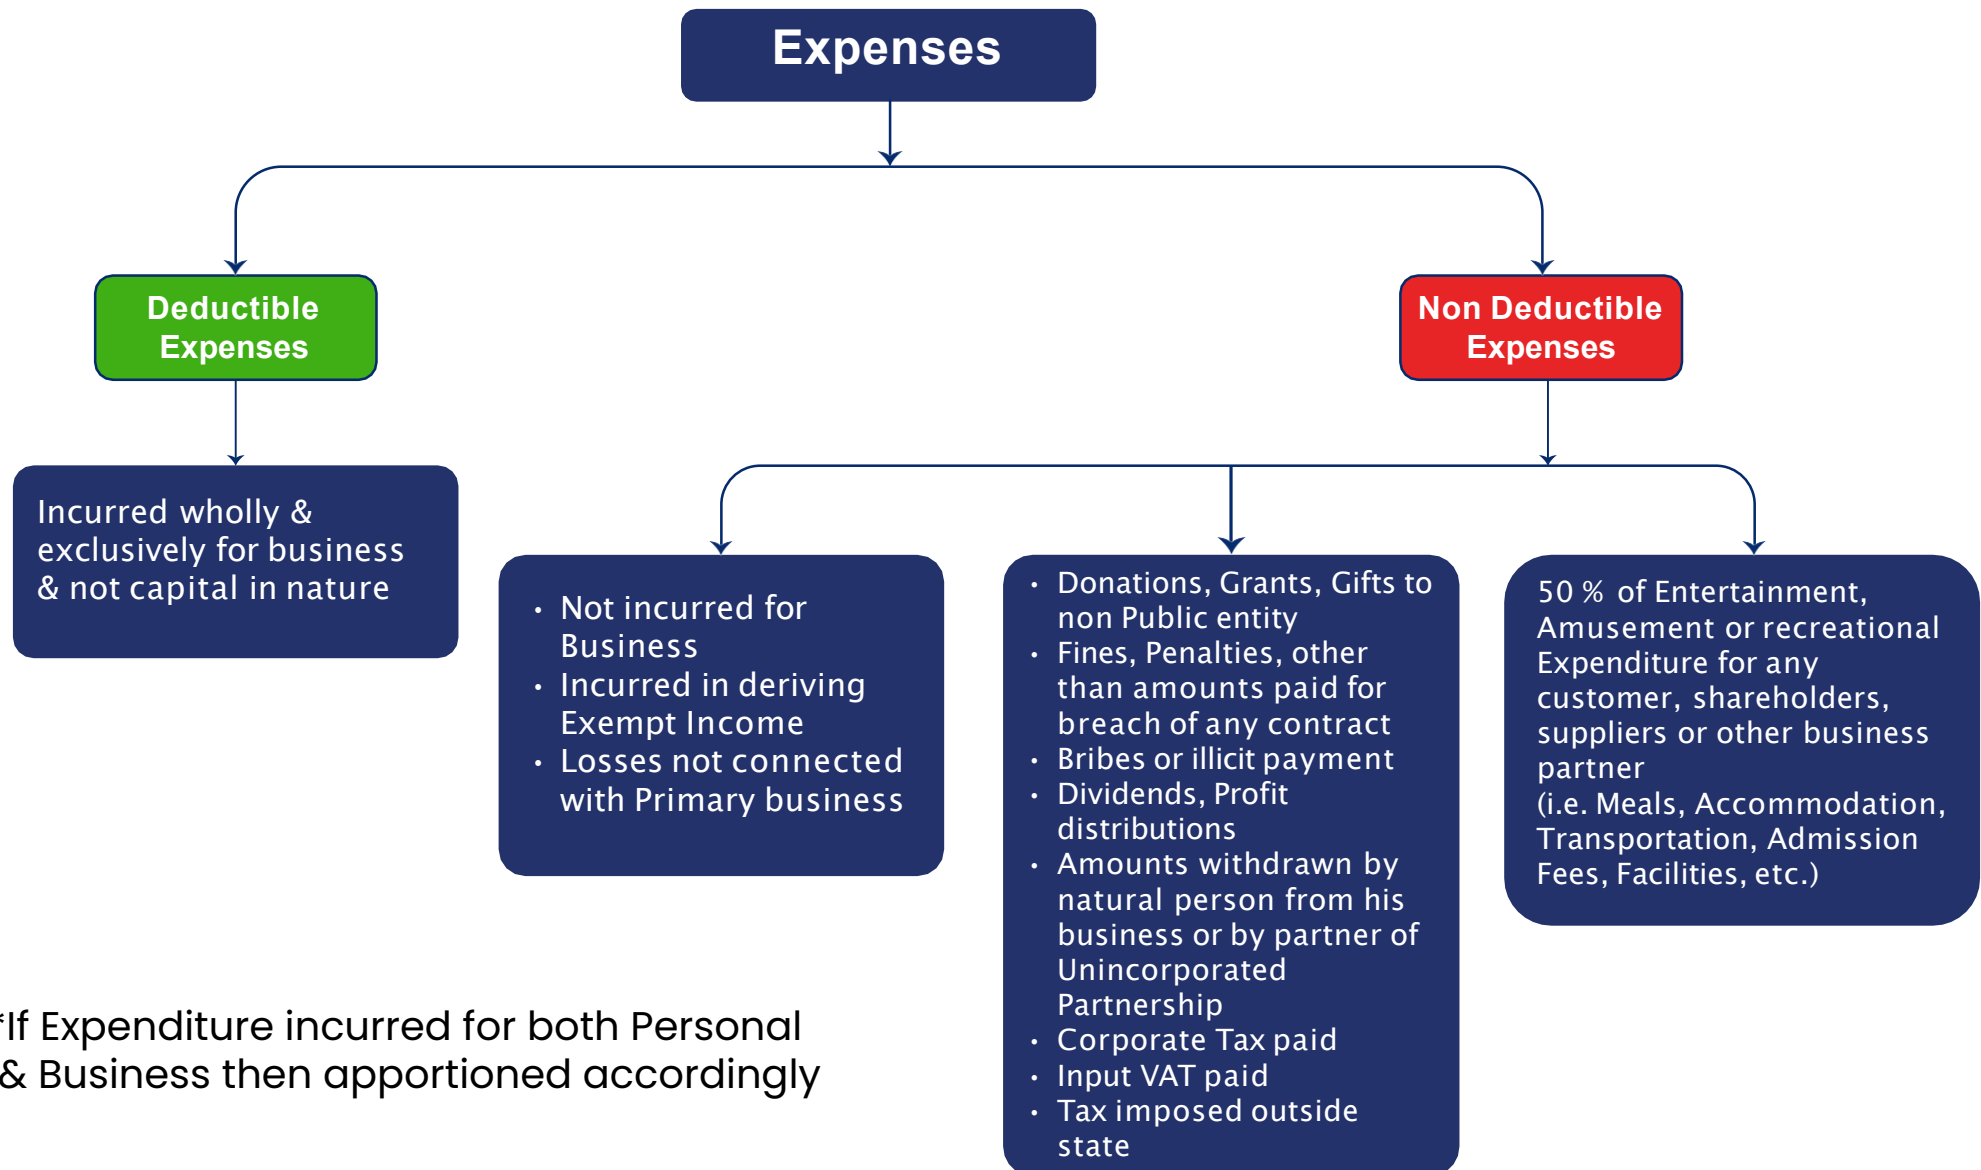 Expenses
Deductible
Expenses
Non Deductible
Expenses
Incurred wholly &
exclusively for business
& not capital in nature
• Not incurred for
Business
• Incurred in deriving
Exempt Income
• Losses not connected
with Primary business
• Donations, Grants, Gifts to
non Public entity
• Fines, Penalties, other
than amounts paid for
breach of any contract
• Bribes or illicit payment
• Dividends, Profit
distributions
• Amounts withdrawn by
natural person from his
business or by partner of
Unincorporated
Partnership
• Corporate Tax paid
• Input VAT paid
• Tax imposed outside
state
50 % of Entertainment,
Amusement or recreational
Expenditure for any
customer, shareholders,
suppliers or other business
partner
(i.e. Meals, Accommodation,
Transportation, Admission
Fees, Facilities, etc.)
*If Expenditure incurred for both Personal
& Business then apportioned accordingly